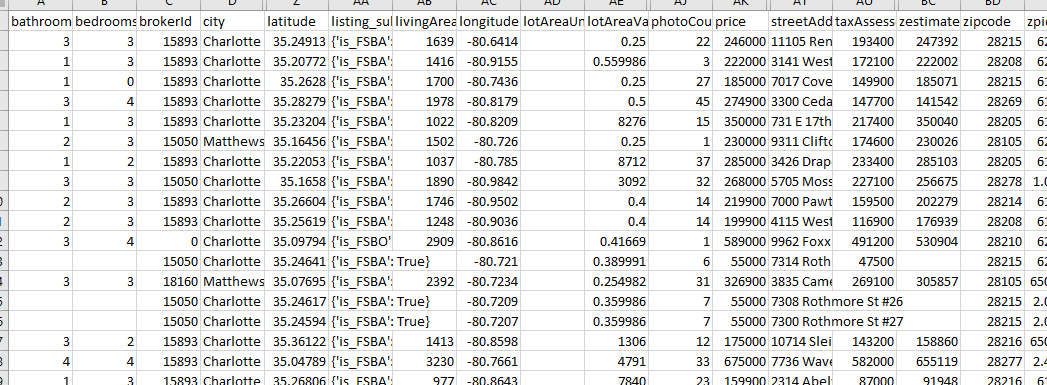 A B C D Z AA AB AC AD AE AJ AK AT AU BC BD
bathroom bedrooms brokerId city latitude listing_sul livingArea longitude lotAreaUn lotAreaVa photoCou price streetAdd taxAssess zestimate zipcode zpi
3 3 15893 Charlotte 35.24913 {'is_FSBA': 1639 -80.6414 0.25 22 246000 11105 Ren 193400 247392 28215 62
1 3 15893 Charlotte 35.20772 {'is_FSBA': 1416 -80.9155 0.559986 3 222000 3141 West 172100 222002 28208 62
1 0 15893 Charlotte 35.2628 {'is_FSBA': 1700 -80.7436 0.25 27 185000 7017 Cove 149900 185071 28215 61
3 4 15893 Charlotte 35.28279 {'is_FSBA': 1978 -80.8179 0.5 45 274900 3300 Ceda 147700 141542 28269 61
1 3 15893 Charlotte 35.23204 {'is_FSBA': 1022 -80.8209 8276 15 350000 731 E 17th 217400 350040 28205 61
2 3 15050 Matthews 35.16456 {'is_FSBA': 1502 -80.726 0.25 1 230000 9311 Clifto 174600 230026 28105 62
1 2 15893 Charlotte 35.22053 {'is_FSBA': 1037 -80.785 8712 37 285000 3426 Drap 233400 285103 28205 61
3 3 15050 Charlotte 35.1658 {'is_FSBA': 1890 -80.9842 3092 32 268000 5705 Moss 227100 256675 28278 1.0
0 2 3 15893 Charlotte 35.26604 {'is_FSBA': 1746 -80.9502 0.4 14 219900 7000 Pawt 159500 202279 28214 61
1 2 3 15893 Charlotte 35.25619 {'is_FSBA': 1248 -80.9036 0.4 14 199900 4115 West 116900 176939 28208 61
2 3 4 0 Charlotte 35.09794 {'is_FSBO' 2909 -80.8616 0.41669 1 589000 9962 Foxx 491200 530904 28210 62
3 15050 Charlotte 35.24641 {'is_FSBA': True} -80.721 0.389991 6 55000 7314 Roth 47500 28215 62
4 3 3 18160 Matthews 35.07695 {'is_FSBA': 2392 -80.7234 0.254982 31 326900 3835 Came 269100 305857 28105 650
5 15050 Charlotte 35.24617 {'is_FSBA': True} -80.7209 0.359986 7 55000 7308 Rothmore St #26 28215 2.0
6 15050 Charlotte 35.24594 {'is_FSBA': True} -80.7207 0.359986 7 55000 7300 Rothmore St #27 28215 2.0
7 3 2 15893 Charlotte 35.36122 {'is_FSBA': 1413 -80.8598 1306 12 175000 10714 Slei 143200 158860 28216 650
8 4 4 15893 Charlotte 35.04789 {'is_FSBA': 3230 -80.7661 4791 33 675000 7736 Wave 582000 655119 28277 2.4
9 1 3 15893 Charlotte 35.26806 {'is_FSBA': 977 -80.8643 7840 23 159900 2314 Abel 87000 91948 28216 61